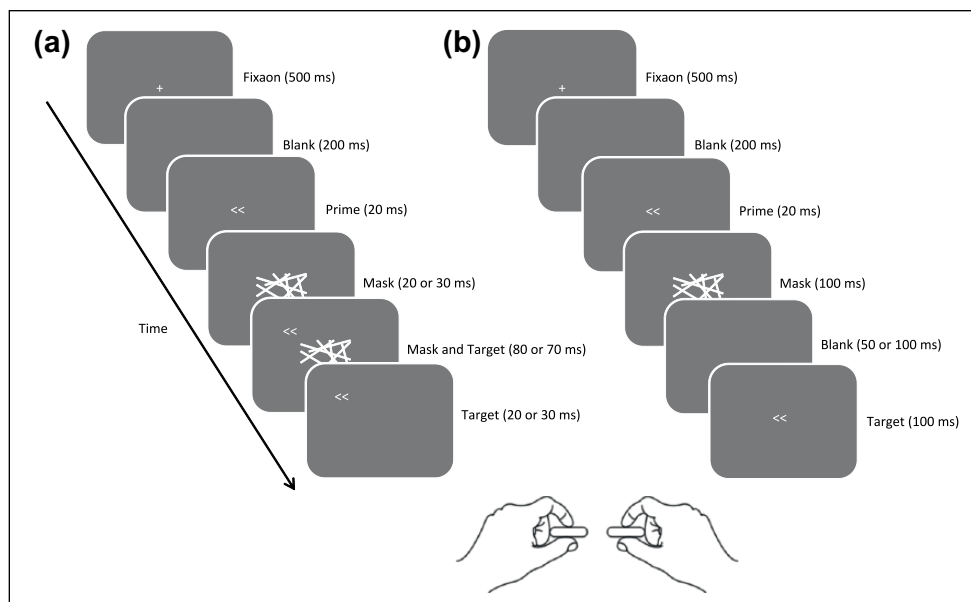 (a)
Fixaon (500 ms)
Blank (200 ms)
<<
Prime (20 ms)
Mask (20 or 30 ms)
<<
Mask and Target (80 or 70 ms)
<<
Target (20 or 30 ms)
Time
(b)
Fixaon (500 ms)
Blank (200 ms)
<<
Prime (20 ms)
Mask (100 ms)
Blank (50 or 100 ms)
<<
Target (100 ms)